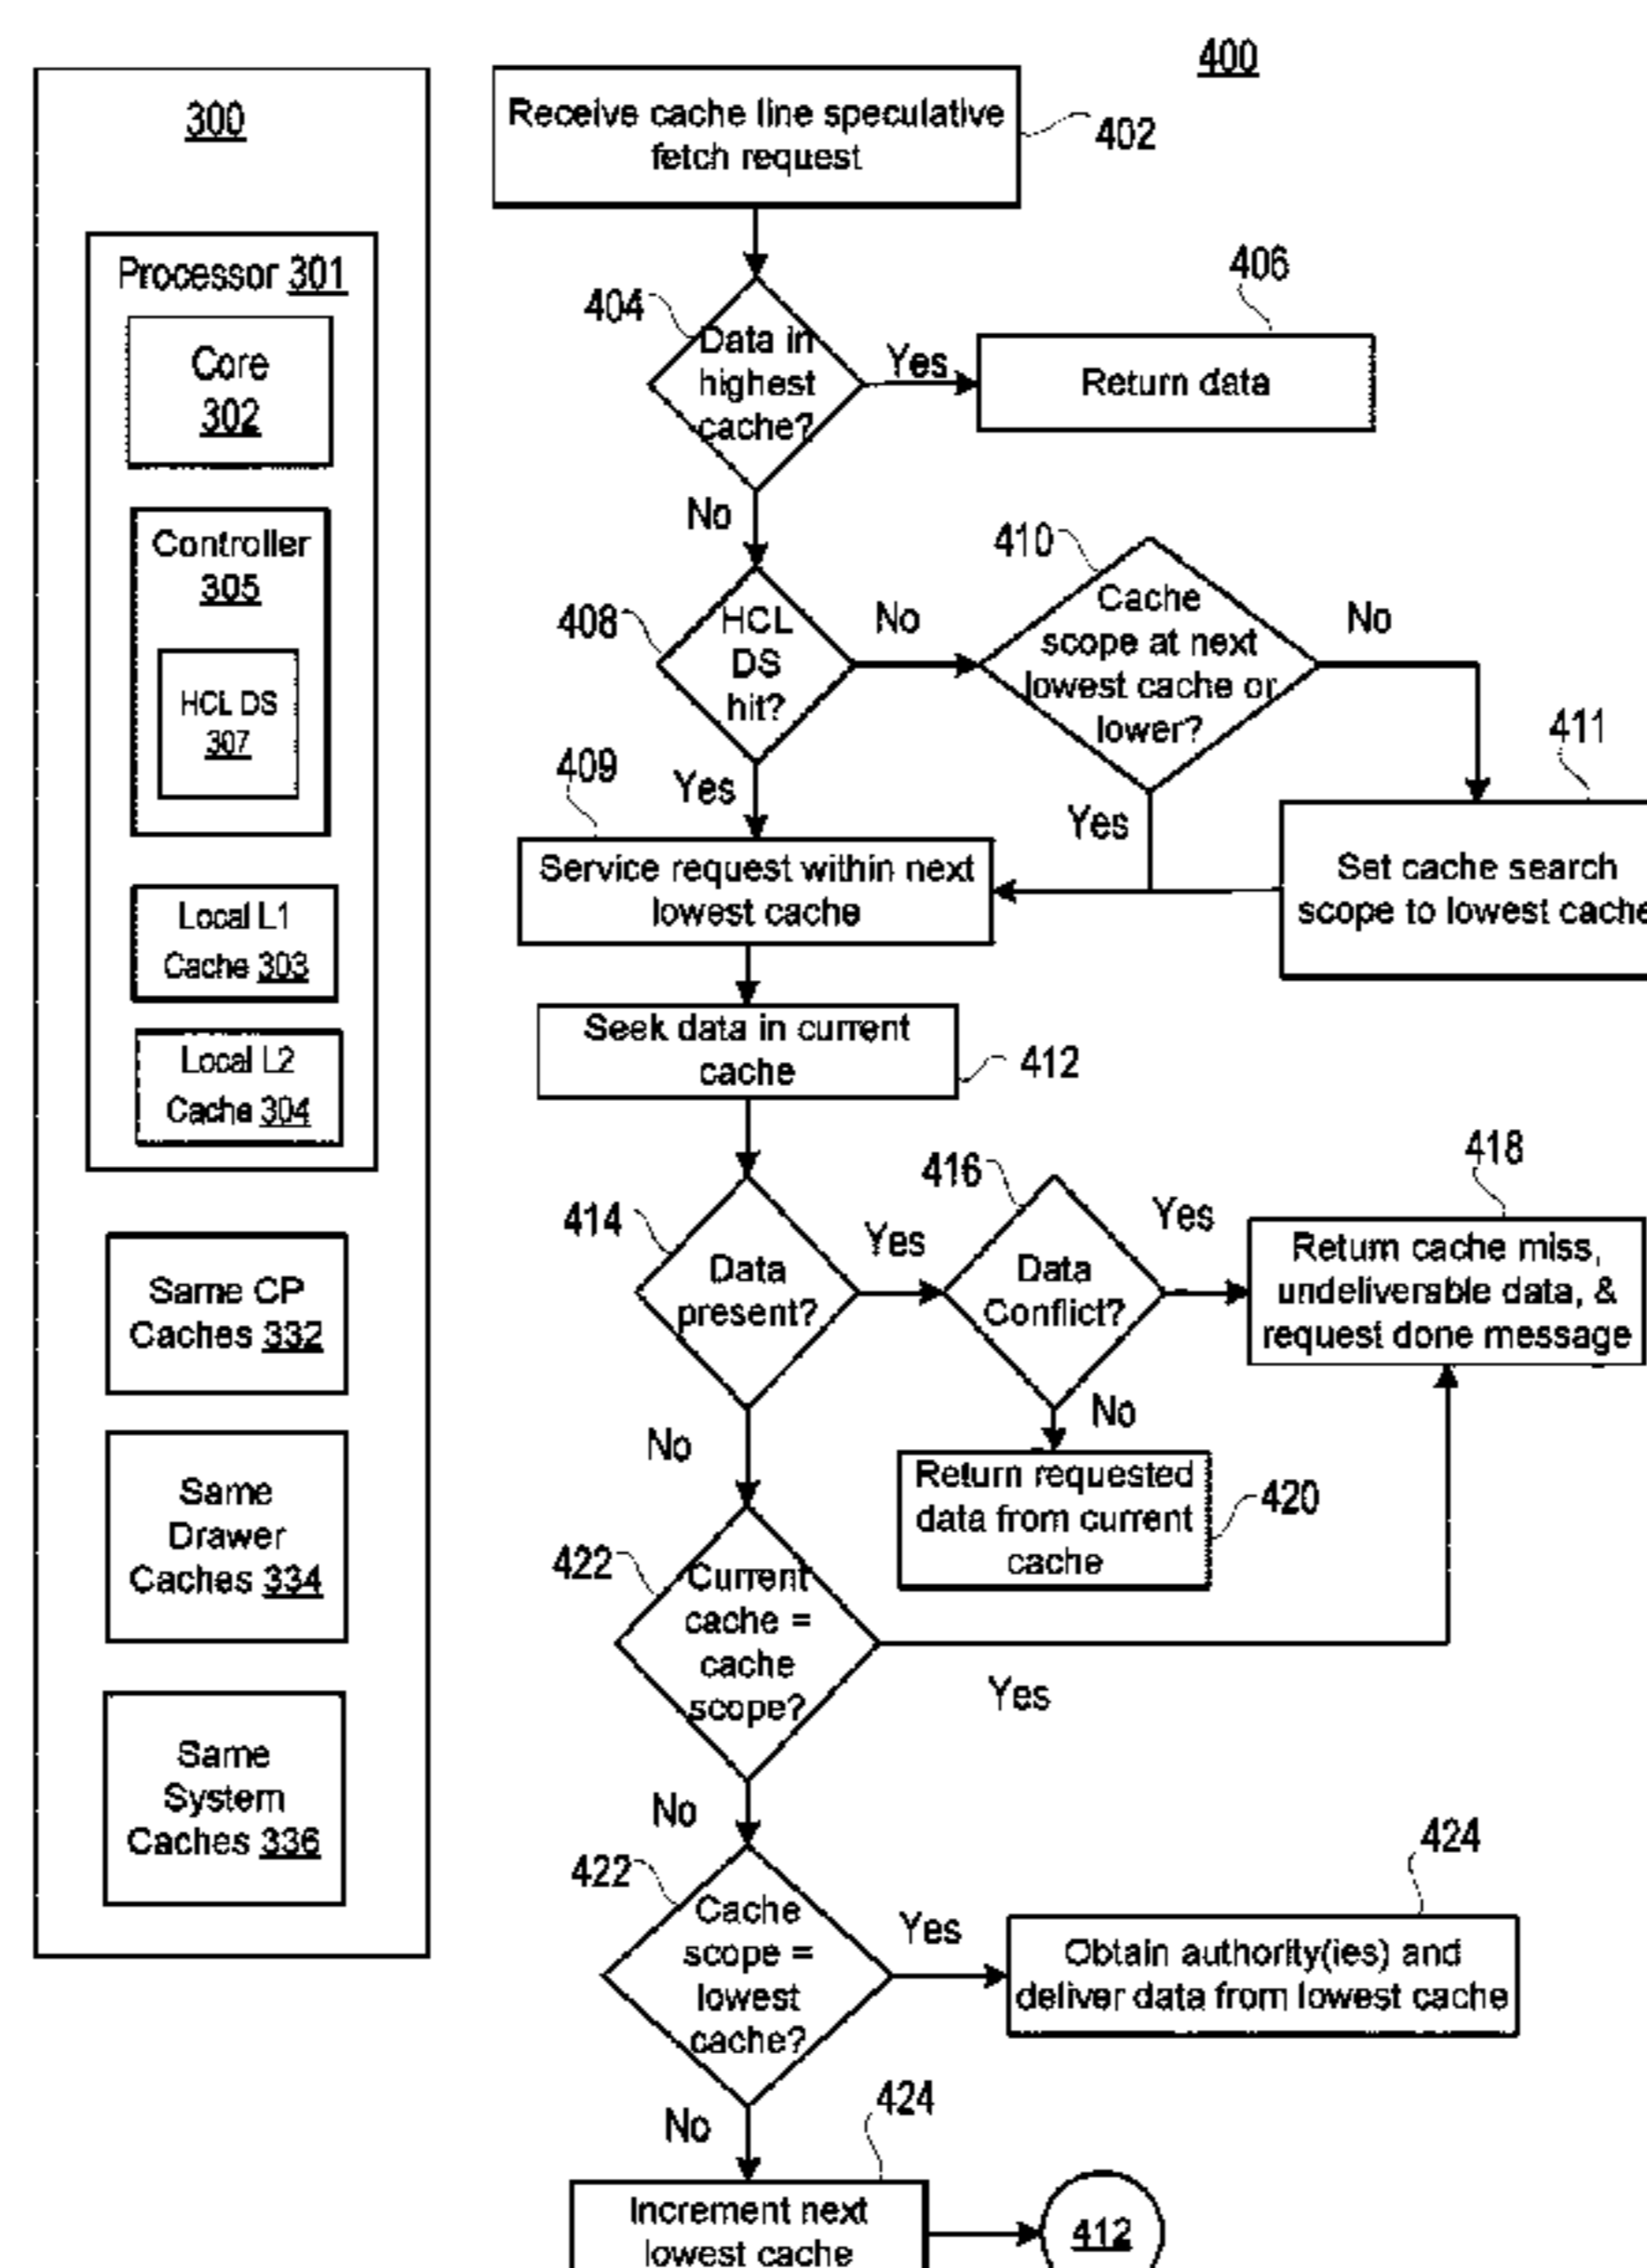 400
300
Processor 301
Core
302
Controller
305
HCL DS
307
Local L1
Cache 303
Local L2
Cache 304
Same CP
Caches 332
Same
Drawer
Caches 334
Same
System
Caches 336
Receive cache line speculative
fetch request
402
404
Data in
highest
cache?
Yes
406
Return data
No
408
HCL
DS
hit?
No
410
Cache
scope at next
lowest cache or
lower?
No
411
Yes
Yes
409
Service request within next
lowest cache
Set cache search
scope to lowest cache
Seek data in current
cache
412
414
Data
present?
Yes
416
Data
Conflict?
Yes
418
Return cache miss,
undeliverable data, &
request done message
No
No
Return requested
data from current
cache
420
422
Current
cache =
cache
scope?
Yes
No
422
Cache
scope =
lowest
cache?
Yes
424
Obtain authority(ies) and
deliver data from lowest cache
No
424
Increment next
lowest cache
412